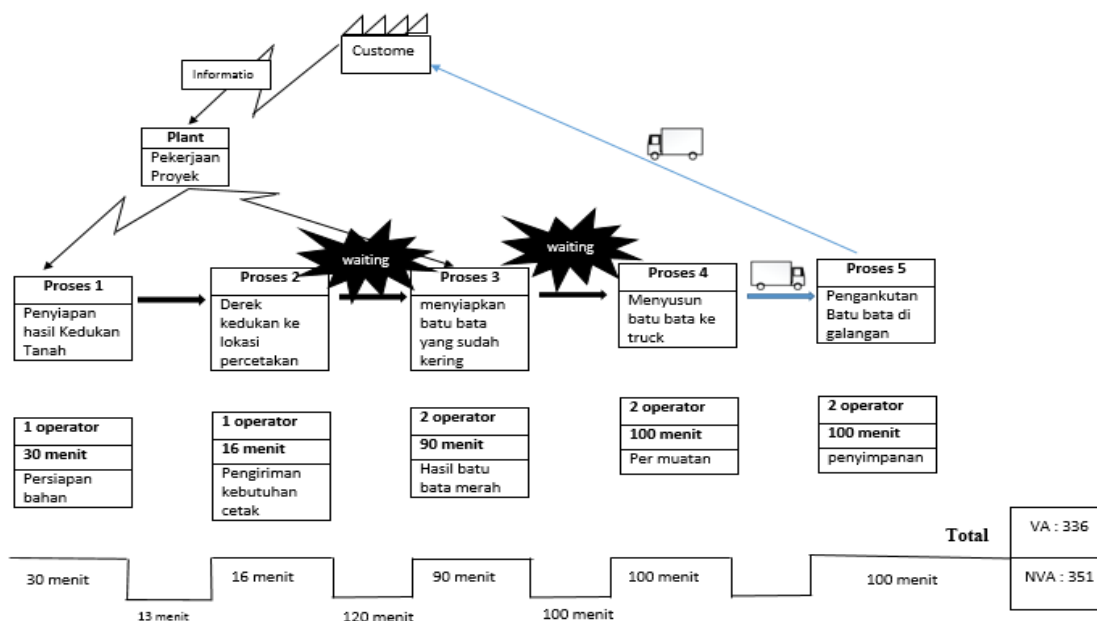 Custome
Informatio
Plant
Pekerjaan
Proyek
waiting
waiting
Proses 1
Penyiapan
hasil Kedukan
Tanah
Proses 2
Derek
kedukan ke
lokasi
percetakan
Proses 3
menyiapkan
batu bata
yang sudah
kering
Proses 4
Menyusun
batu bata ke
truck
Proses 5
Pengankutan
Batu bata di
galangan
1 operator
30 menit
Persiapan
bahan
1 operator
16 menit
Pengiriman
kebutuhan
cetak
2 operator
90 menit
Hasil batu
bata merah
2 operator
100 menit
Per muatan
2 operator
100 menit
penyimpanan
30 menit
13 menit
16 menit
120 menit
90 menit
100 menit
100 menit
100 menit
Total
VA : 336
NVA : 351